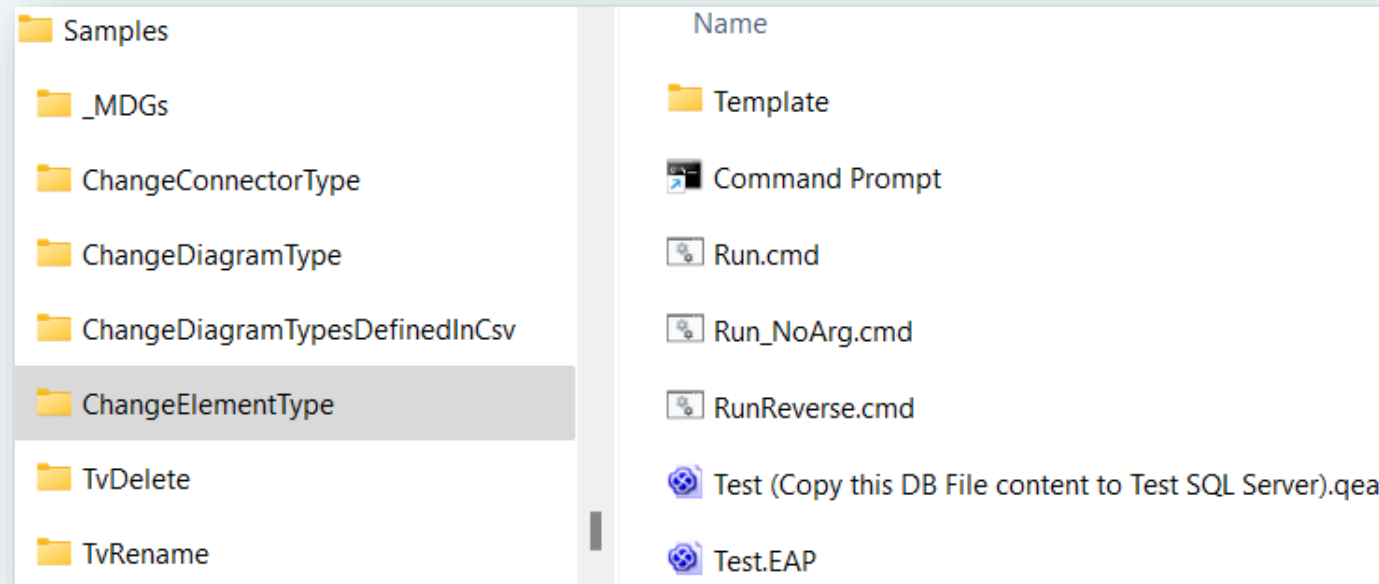 Samples
_MDGs
ChangeConnectorType
ChangeDiagramType
ChangeDiagramTypesDefinedInCsv
ChangeElementType
TvDelete
TvRename
Name
Template
Command Prompt
Run.cmd
Run_NoArg.cmd
RunReverse.cmd
Test (Copy this DB File content to Test SQL Server).qea
Test.EAP